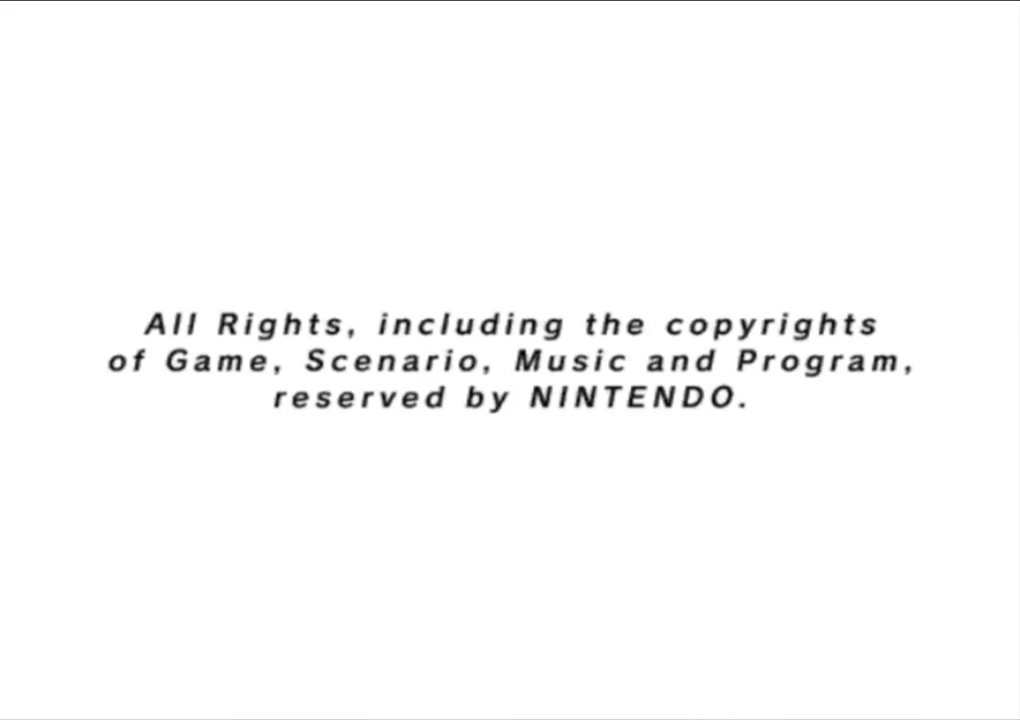 All Rights, including the copyrights
of Game, Scenario, Music and Program,
reserved by NINTENDO.